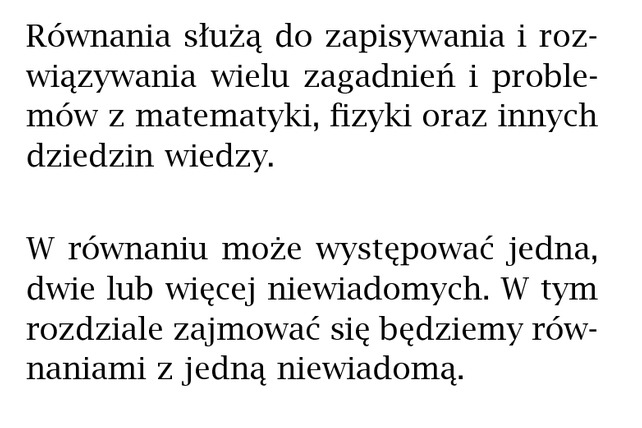 Równania służą do zapisywania i roz-
wiązywania wielu zagadnień i proble-
mów z matematyki, fizyki oraz innych
dziedzin wiedzy.
W równaniu może występować jedna,
dwie lub więcej niewiadomych. W tym
rozdziale zajmować się będziemy rów-
naniami z jedną niewiadomą.